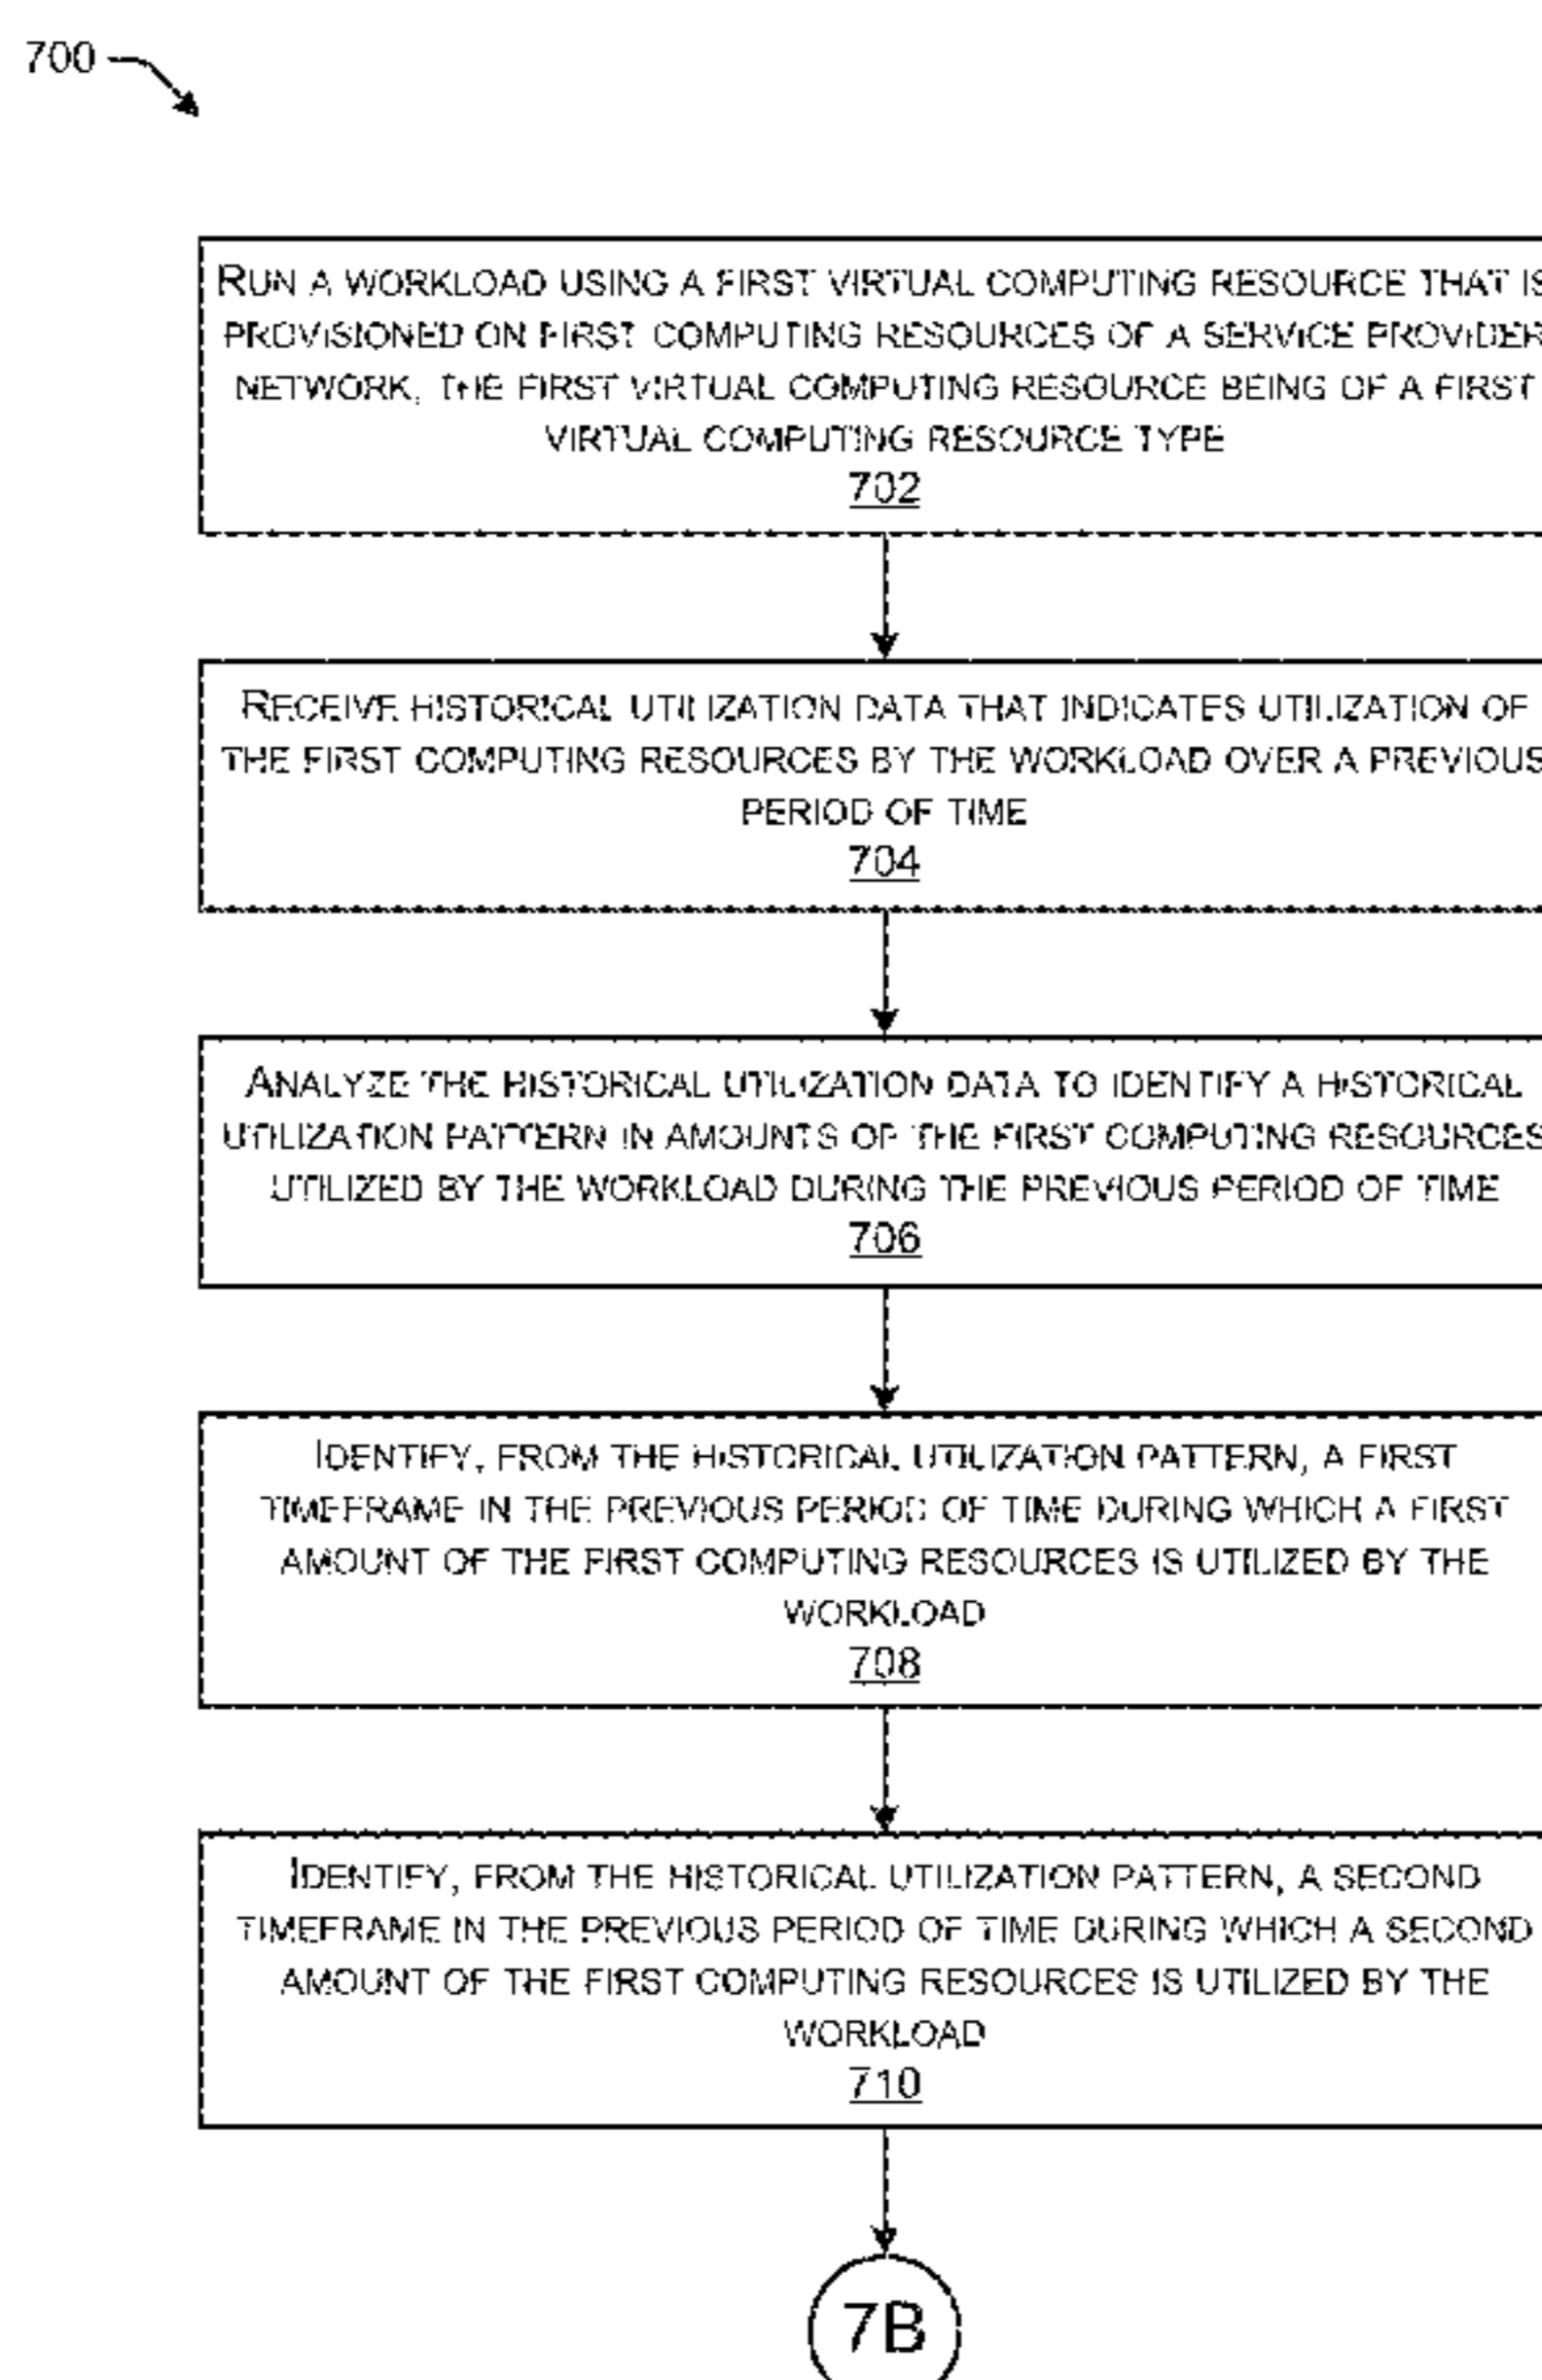 700
RUN A WORKLOAD USING A FIRST VIRTUAL COMPUTING RESOURCE THAT IS
PROVISIONED ON FIRST COMPUTING RESOURCES OF A SERVICE PROVIDER
NETWORK, THE FIRST VIRTUAL COMPUTING RESOURCE BEING OF A FIRST
VIRTUAL COMPUTING RESOURCE TYPE
702
RECEIVE HISTORICAL UTILIZATION DATA THAT INDICATES UTILIZATION OF
THE FIRST COMPUTING RESOURCES BY THE WORKLOAD OVER A PREVIOUS
PERIOD OF TIME
704
ANALYZE THE HISTORICAL UTILIZATION DATA TO IDENTIFY A HISTORICAL
UTILIZATION PATTERN IN AMOUNTS OF THE FIRST COMPUTING RESOURCES
UTILIZED BY THE WORKLOAD DURING THE PREVIOUS PERIOD OF TIME
706
IDENTIFY, FROM THE HISTORICAL UTILIZATION PATTERN, A FIRST
TIMEFRAME IN THE PREVIOUS PERIOD OF TIME DURING WHICH A FIRST
AMOUNT OF THE FIRST COMPUTING RESOURCES IS UTILIZED BY THE
WORKLOAD
708
IDENTIFY, FROM THE HISTORICAL UTILIZATION PATTERN, A SECOND
TIMEFRAME IN THE PREVIOUS PERIOD OF TIME DURING WHICH A SECOND
AMOUNT OF THE FIRST COMPUTING RESOURCES IS UTILIZED BY THE
WORKLOAD
710
7B